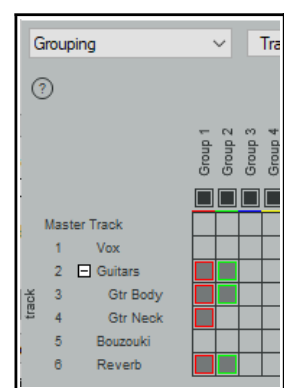 Grouping Tra
?
Group 1 Group 2 Group 3 Group 4
Master Track
1 Vox
2 Guitars
3 Gtr Body
4 Gtr Neck
5 Bouzouki
6 Reverb
track